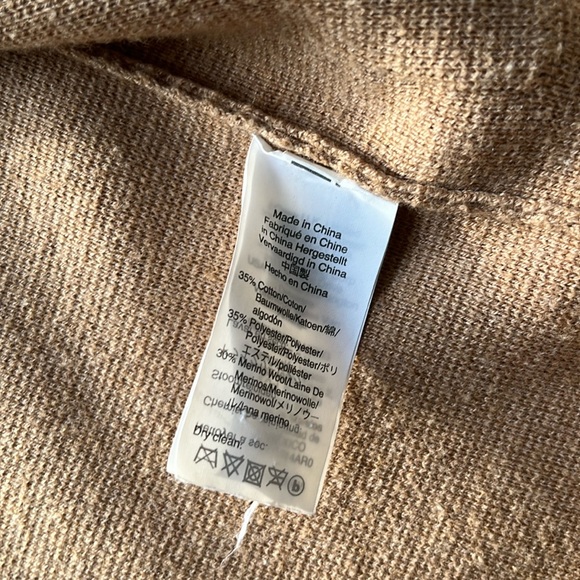 Made in China
Fabriqué en Chine
in China Hergestellt
Vervaardigd In China
中国製
Hecho en China
35% Cotton/Coton/
Baumwolle/Katoen/綿/
algodón
35% Polyester/Polyester/
Polyester/Polyester/ポリ
エステル/poliéster
30% Merino Wool/Laine De
Merinos/Merinowolle/
Merinowol/メリノウー
ル/lana merino
Dry clean.
P